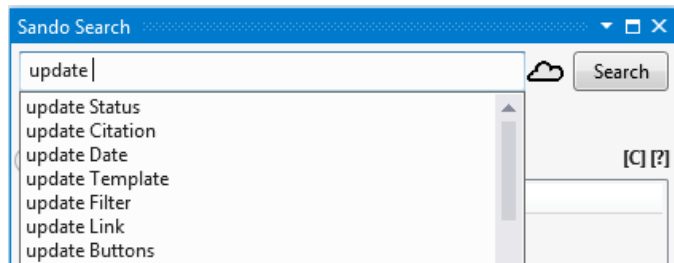 Sando Search
update
Search
update Status
update Citation
update Date
update Template
update Filter
update Link
update Buttons
[C] [?]